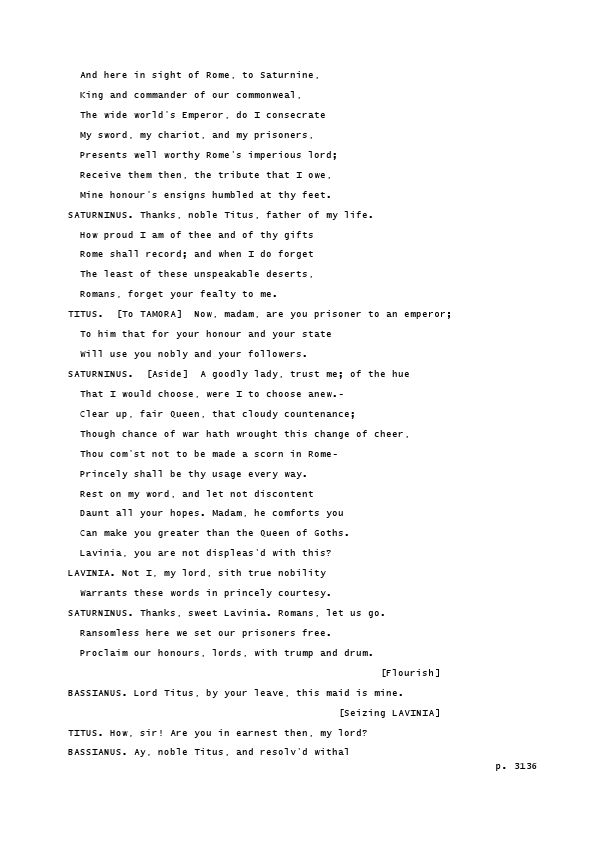 And here in sight of Rome, to Saturnine,
King and commander of our commonweal,
The wide world's Emperor, do I consecrate
My sword, my chariot, and my prisoners,
Presents well worthy Rome's imperious lord;
Receive them then, the tribute that I owe,
Mine honour's ensigns humbled at thy feet.
SATURNINUS. Thanks, noble Titus, father of my life.
How proud I am of thee and of thy gifts
Rome shall record; and when I do forget
The least of these unspeakable deserts,
Romans, forget your fealty to me.
TITUS.  [To TAMORA]  Now, madam, are you prisoner to an emperor;
To him that for your honour and your state
Will use you nobly and your followers.
SATURNINUS.  [Aside]  A goodly lady, trust me; of the hue
That I would choose, were I to choose anew.-
Clear up, fair Queen, that cloudy countenance;
Though chance of war hath wrought this change of cheer,
Thou com'st not to be made a scorn in Rome-
Princely shall be thy usage every way.
Rest on my word, and let not discontent
Daunt all your hopes. Madam, he comforts you
Can make you greater than the Queen of Goths.
Lavinia, you are not displeas'd with this?
LAVINIA. Not I, my lord, sith true nobility
Warrants these words in princely courtesy.
SATURNINUS. Thanks, sweet Lavinia. Romans, let us go.
Ransomless here we set our prisoners free.
Proclaim our honours, lords, with trump and drum.
[Flourish]
BASSIANUS. Lord Titus, by your leave, this maid is mine.
[Seizing LAVINIA]
TITUS. How, sir! Are you in earnest then, my lord?
BASSIANUS. Ay, noble Titus, and resolv'd withal
p. 3136